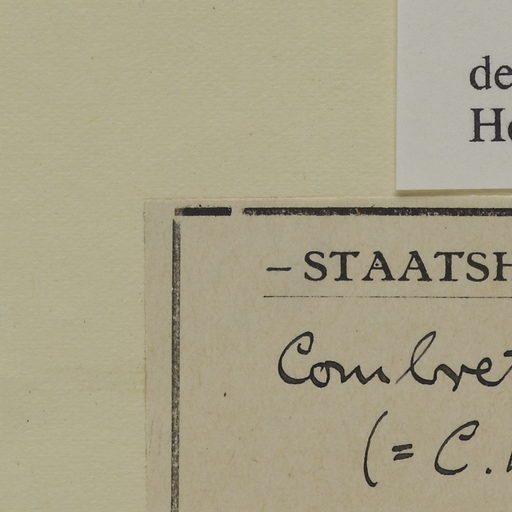 de
He
– STAATSH
Combret
(= C.